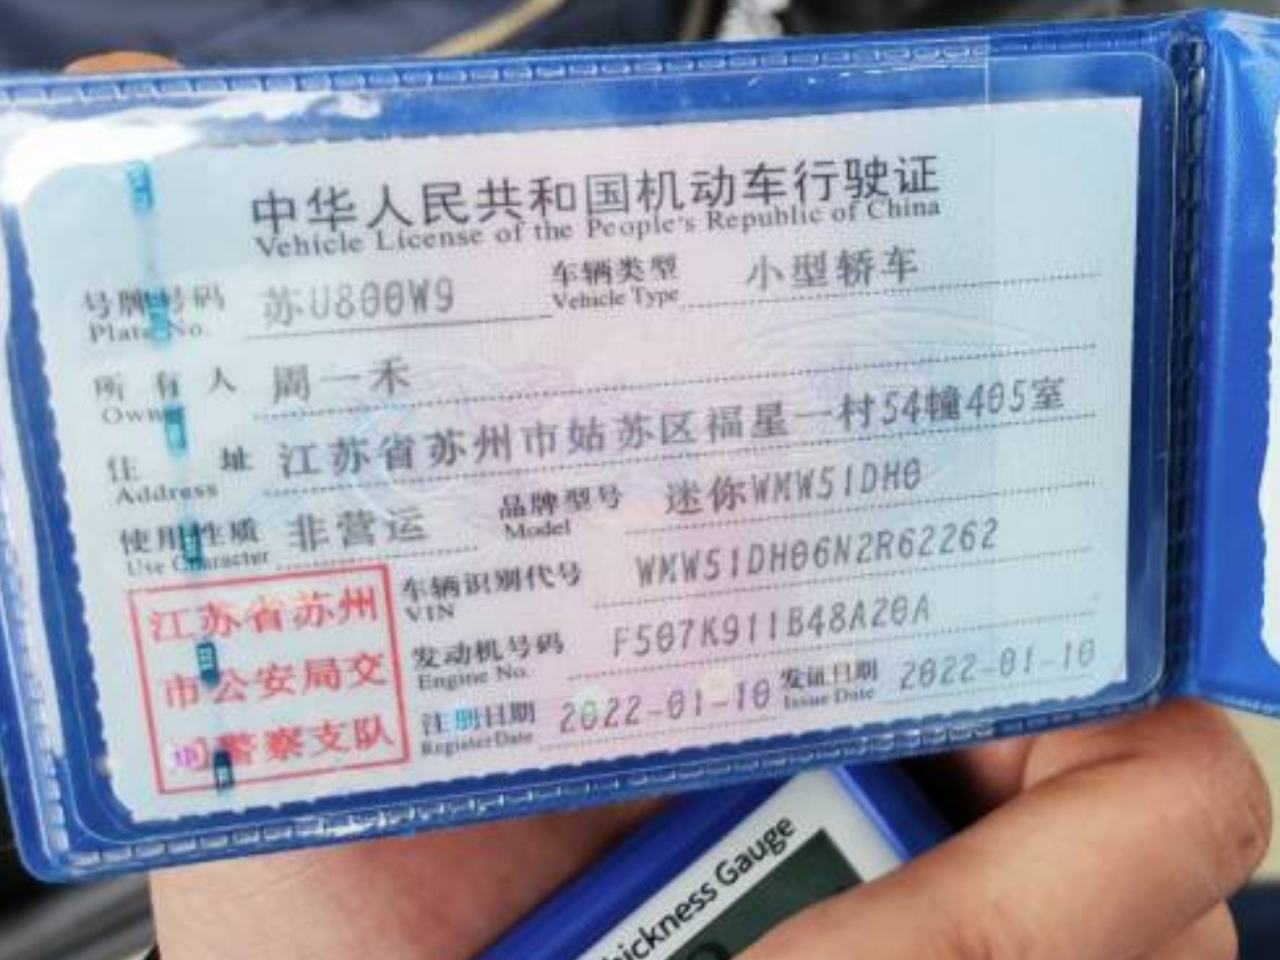 中华人民共和国机动车行驶证
Vehicle License of the People's Republic of China
号牌号码 苏U800W9 车辆类型 小型轿车
Plate No. Vehicle Type
所有人 周一禾
Owner
住址 江苏省苏州市姑苏区福星一村54幢405室
Address
使用性质 非营运 品牌型号 迷你WMW51DH0
Use Character Model
车辆识别代号 WMW51DH06N2R62262
VIN
发动机号码 F507K911B48A20A
Engine No.
注册日期 2022-01-10 发证日期 2022-01-10
Register Date Issue Date
江苏省苏州
市公安局交
警察支队
Gauge